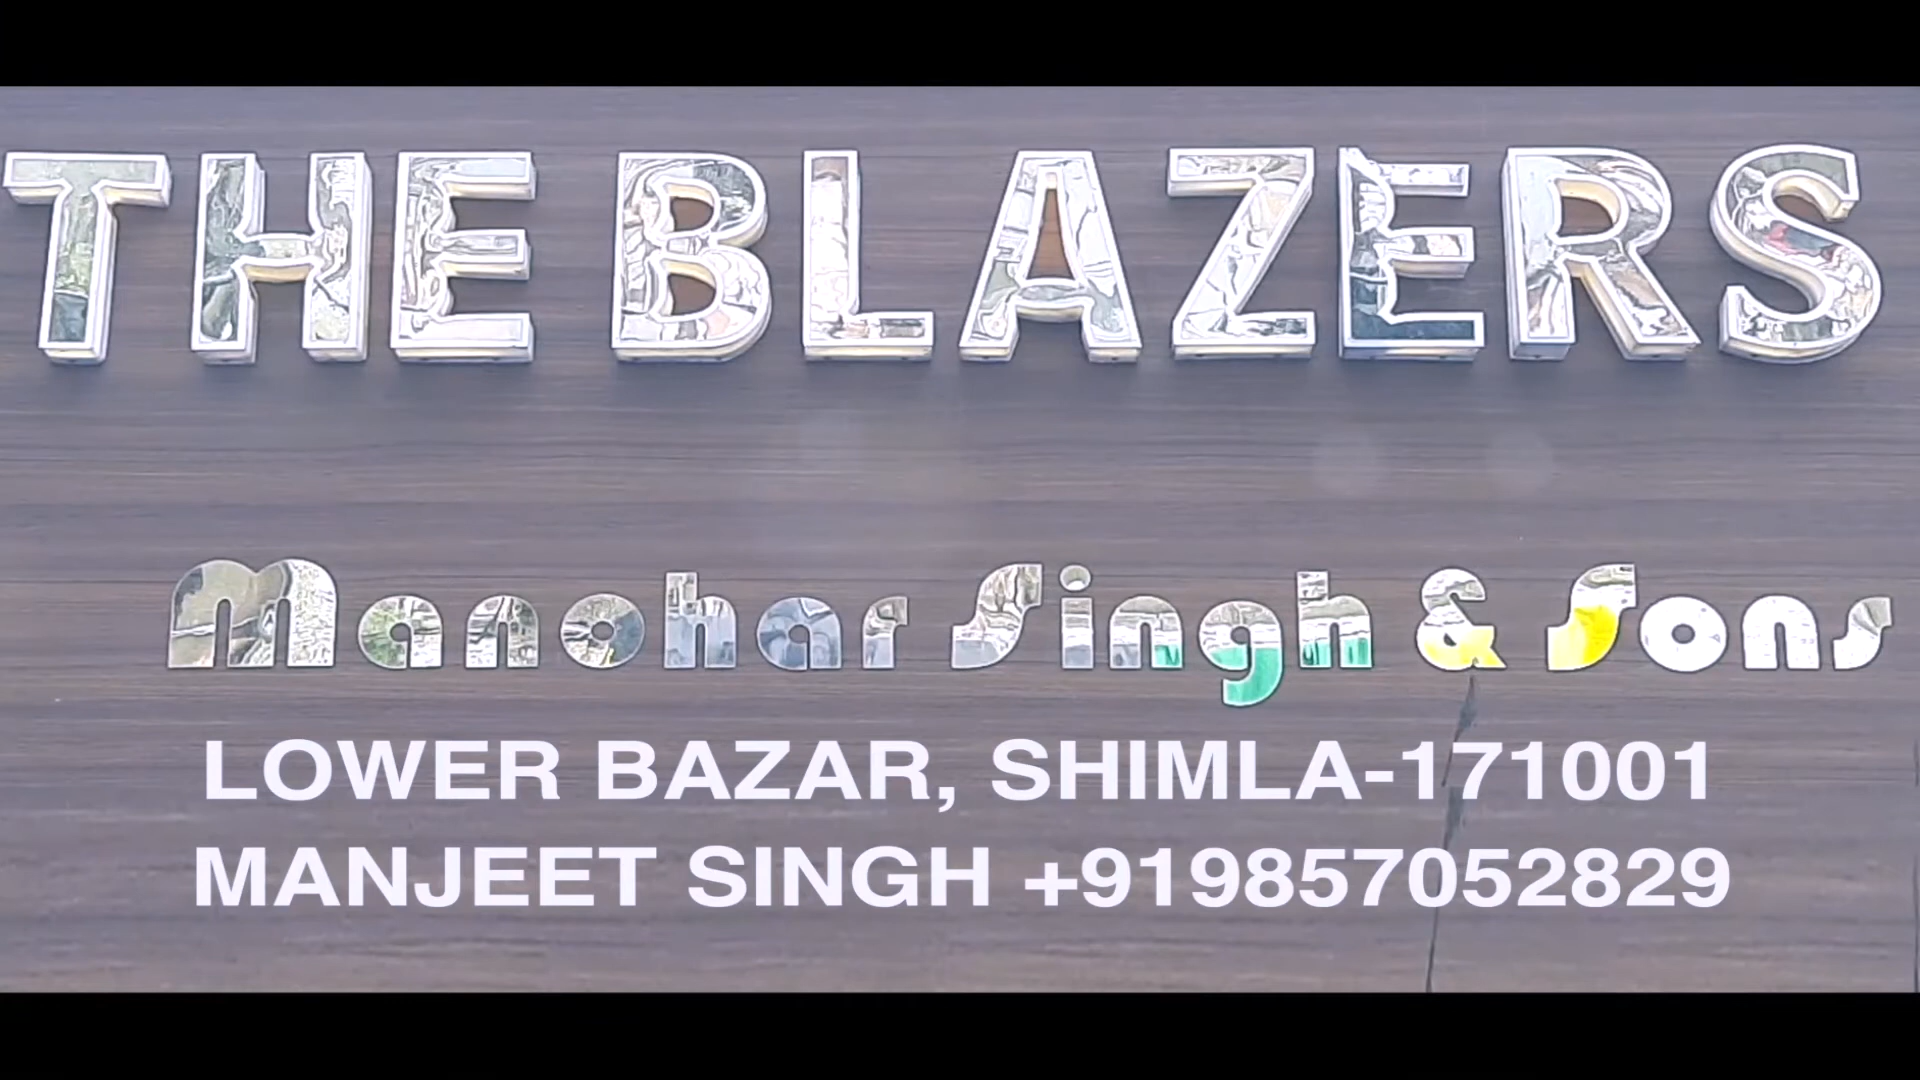 THE BLAZERS
Manohar Singh & Sons
LOWER BAZAR, SHIMLA-171001
MANJEET SINGH +919857052829